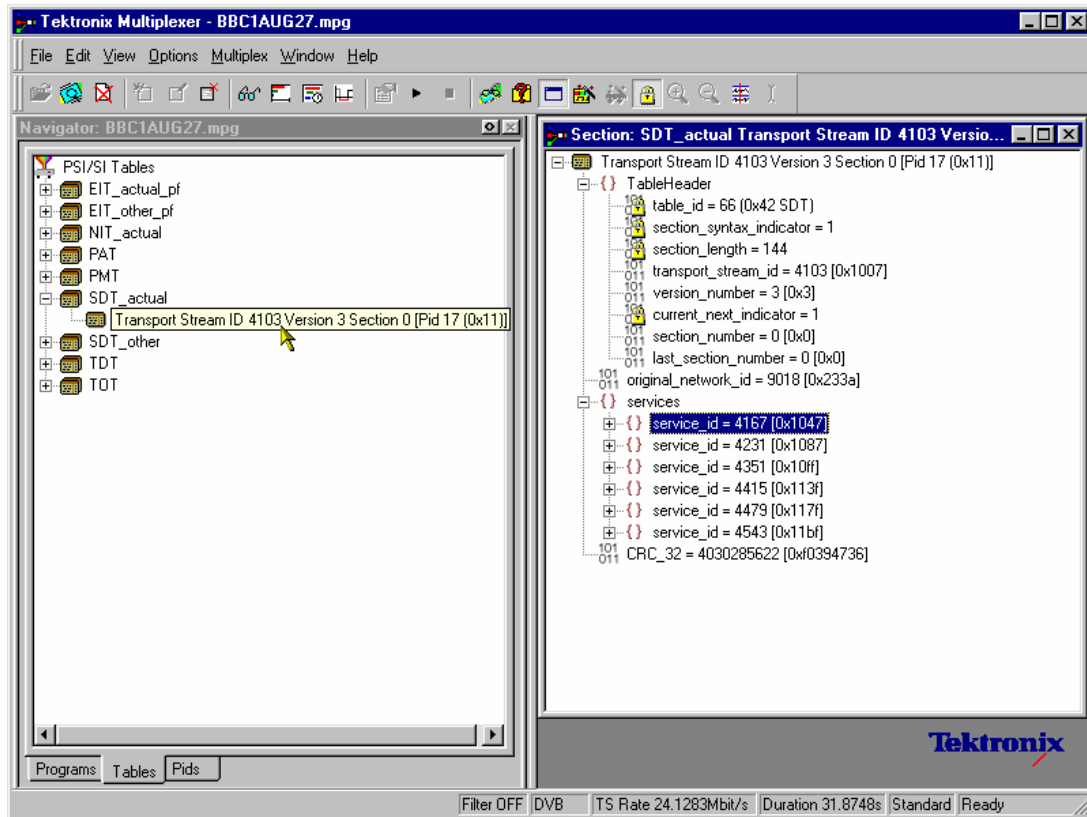 Tektronix Multiplexer - BBC1AUG27.mpg
File Edit View Options Multiplex Window Help
Navigator: BBC1AUG27.mpg
PSI/SI Tables
EIT_actual_pf
EIT_other_pf
NIT_actual
PAT
PMT
SDT_actual
Transport Stream ID 4103 Version 3 Section 0 [Pid 17 (0x11)]
SDT_other
TDT
TOT
Programs Tables Pids
Section: SDT_actual Transport Stream ID 4103 Versio...
Transport Stream ID 4103 Version 3 Section 0 [Pid 17 (0x11)]
TableHeader
table_id = 66 (0x42 SDT)
section_syntax_indicator = 1
section_length = 144
transport_stream_id = 4103 [0x1007]
version_number = 3 [0x3]
current_next_indicator = 1
section_number = 0 [0x0]
last_section_number = 0 [0x0]
original_network_id = 9018 [0x233a]
services
service_id = 4167 [0x1047]
service_id = 4231 [0x1087]
service_id = 4351 [0x10ff]
service_id = 4415 [0x113f]
service_id = 4479 [0x117f]
service_id = 4543 [0x11bf]
CRC_32 = 4030285622 [0xf0394736]
Tektronix
Filter OFF DVB TS Rate 24.1283Mbit/s Duration 31.8748s Standard Ready